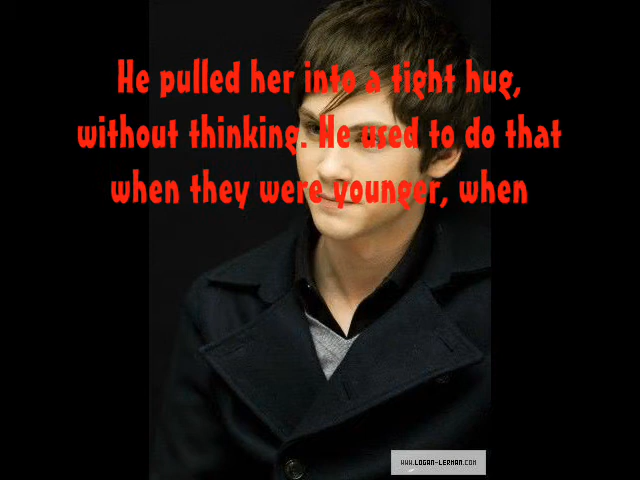 He pulled her into a tight hug,
without thinking. He used to do that
when they were younger, when
WWW.LOGAN-LERMAN.COM